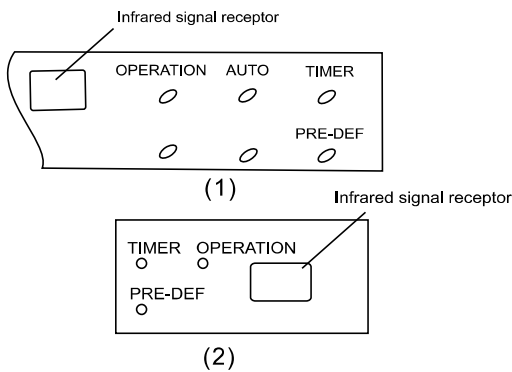 Infrared signal receptor
OPERATION AUTO TIMER
PRE-DEF
(1)
Infrared signal receptor
TIMER OPERATION
PRE-DEF
(2)